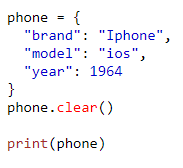 phone = {
  "brand": "Iphone",
  "model": "ios",
  "year": 1964
}
phone.clear()

print(phone)